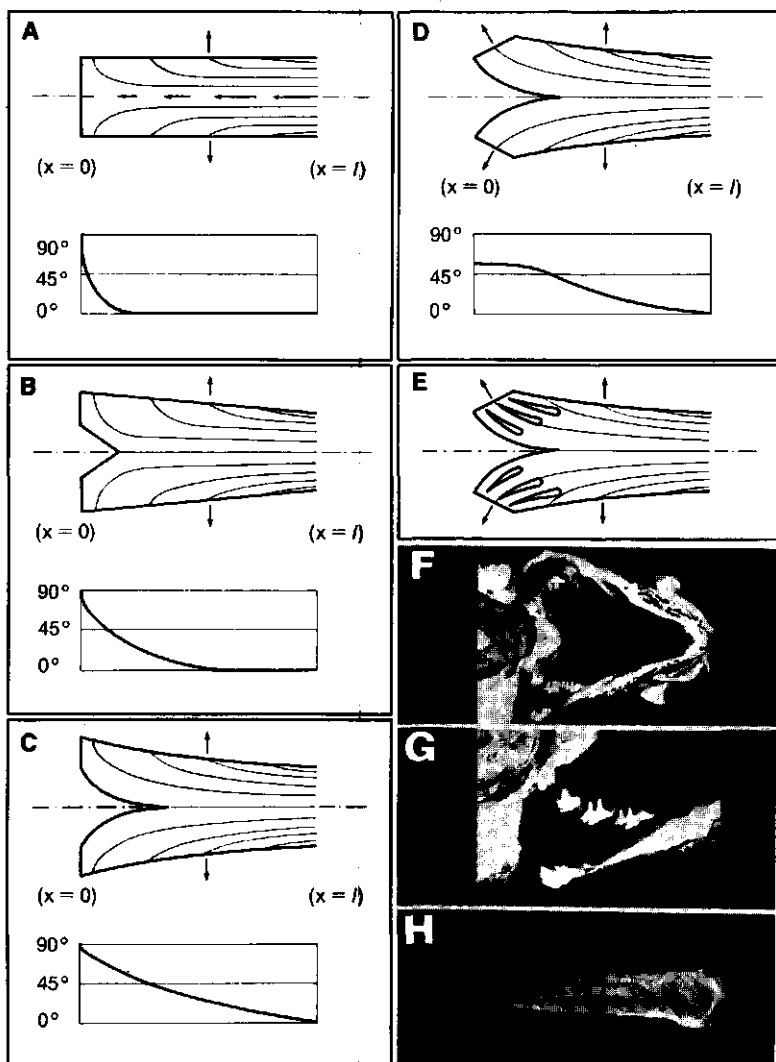 A
(x = 0) (x = l)
90°
45°
0°
B
(x = 0) (x = l)
90°
45°
0°
C
(x = 0) (x = l)
90°
45°
0°
D
(x = 0) (x = l)
90°
45°
0°
E
F
G
H